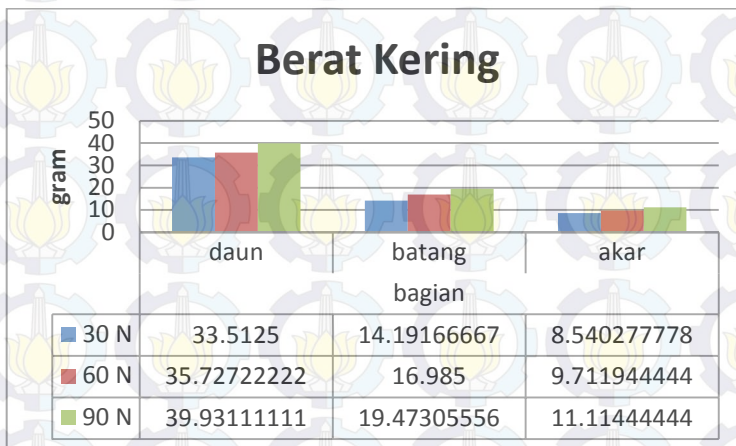 Berat Kering
gram
50
40
30
20
10
0
daun batang akar
bagian
30 N 33.5125 14.19166667 8.540277778
60 N 35.72722222 16.985 9.711944444
90 N 39.93111111 19.47305556 11.11444444